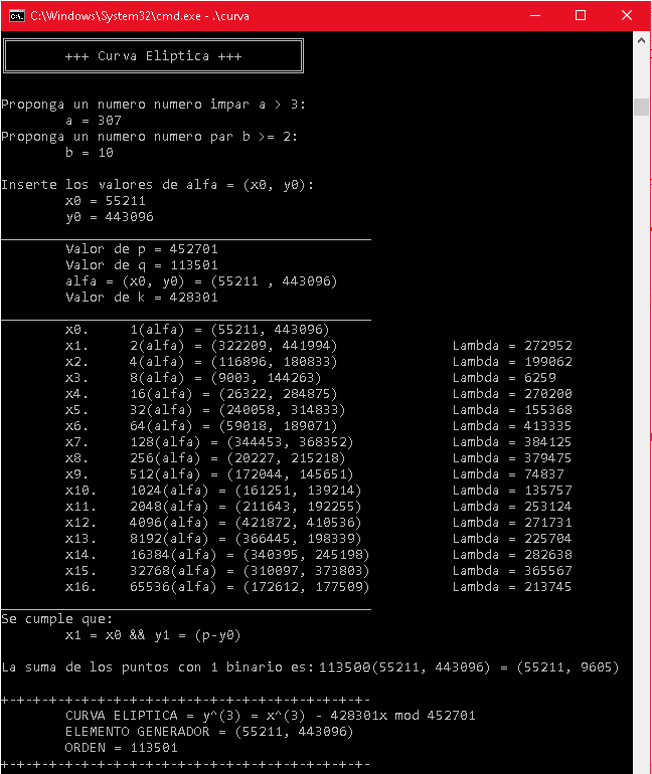 C:\Windows\System32\cmd.exe - .\curva
+++ Curva Eliptica +++
Proponga un numero numero impar a > 3:
a = 307
Proponga un numero numero par b >= 2:
b = 10
Inserte los valores de alfa = (x0, y0):
x0 = 55211
y0 = 443096
Valor de p = 452701
Valor de q = 113501
alfa = (x0, y0) = (55211 , 443096)
Valor de k = 428301
x0. 1(alfa) = (55211, 443096)
x1. 2(alfa) = (322209, 441994) Lambda = 272952
x2. 4(alfa) = (116896, 180833) Lambda = 199062
x3. 8(alfa) = (9003, 144263) Lambda = 6259
x4. 16(alfa) = (26322, 284875) Lambda = 270200
x5. 32(alfa) = (240058, 314833) Lambda = 155368
x6. 64(alfa) = (59018, 189071) Lambda = 413335
x7. 128(alfa) = (344453, 368352) Lambda = 384125
x8. 256(alfa) = (20227, 215218) Lambda = 379475
x9. 512(alfa) = (172044, 145651) Lambda = 74837
x10. 1024(alfa) = (161251, 139214) Lambda = 135757
x11. 2048(alfa) = (211643, 192255) Lambda = 253124
x12. 4096(alfa) = (421872, 410536) Lambda = 271731
x13. 8192(alfa) = (366445, 198339) Lambda = 225704
x14. 16384(alfa) = (340395, 245198) Lambda = 282638
x15. 32768(alfa) = (310097, 373803) Lambda = 365567
x16. 65536(alfa) = (172612, 177509) Lambda = 213745
Se cumple que:
x1 = x0 && y1 = (p-y0)
La suma de los puntos con 1 binario es: 113500(55211, 443096) = (55211, 9605)
+-+-+-+-+-+-+-+-+-+-+-+-+-+-+-+-+-+-+-+-+-+-+-
CURVA ELIPTICA = y^(3) = x^(3) - 428301x mod 452701
ELEMENTO GENERADOR = (55211, 443096)
ORDEN = 113501
+-+-+-+-+-+-+-+-+-+-+-+-+-+-+-+-+-+-+-+-+-+-+-